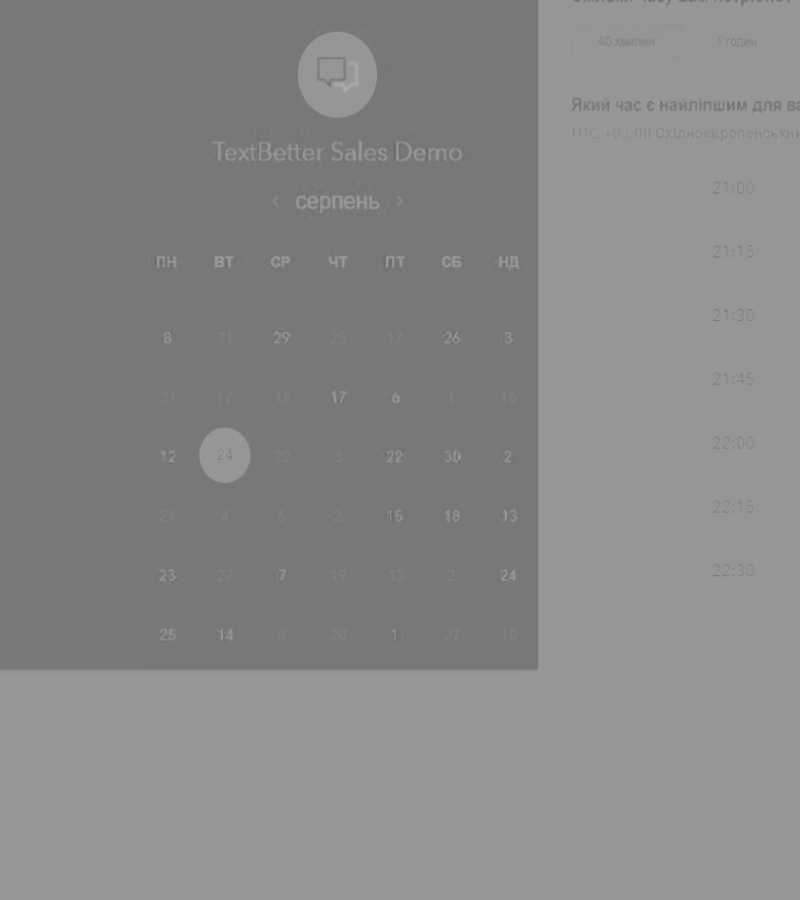 TextBetter Sales Demo
‹ серпень ›
ПН ВТ СР ЧТ ПТ СБ НД
8 31 29 25 17 26 3
21 17 15 17 6 1 16
12 24 22 3 22 30 2
24 4 2 15 18 13
23 27 7 19 13 2 24
25 14 8 20 1 27 10
40 хвилин 1 годин
Який час є найліпшим для
UTC +03:00 Східноєвропейськи
21:00
21:15
21:30
21:45
22:00
22:15
22:30